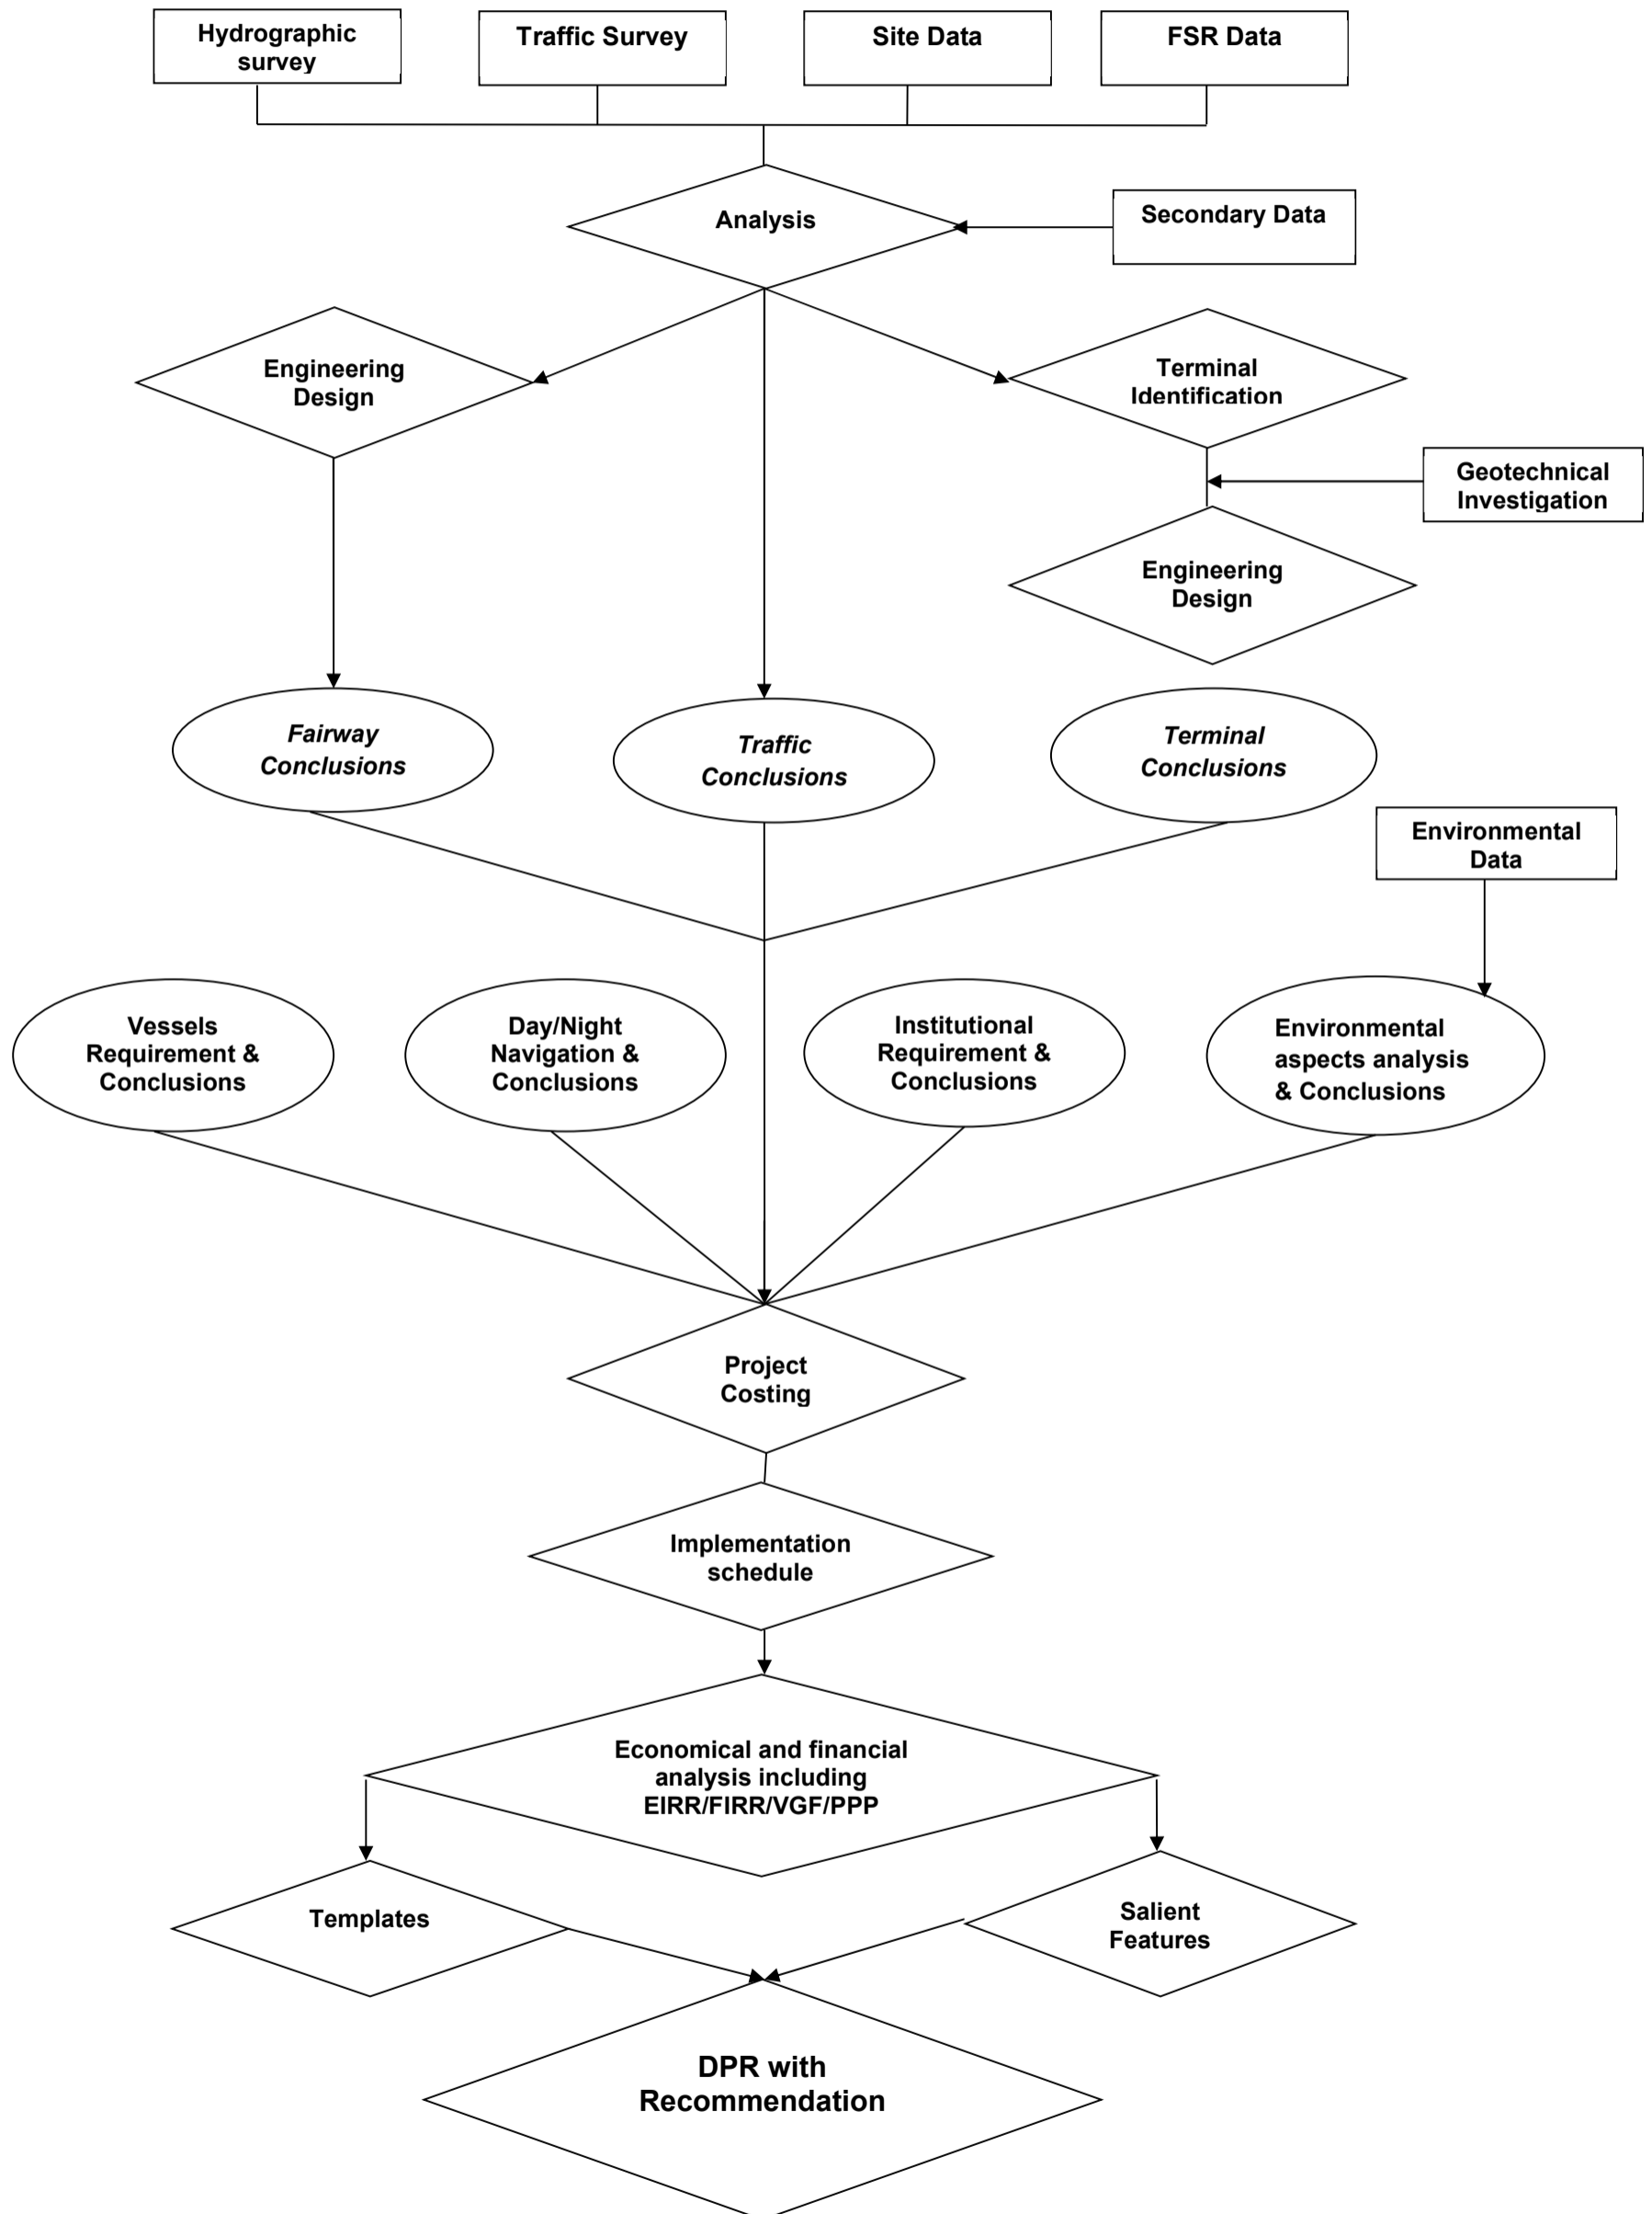 Hydrographic
survey
Traffic Survey
Site Data
FSR Data
Analysis
Secondary Data
Engineering
Design
Terminal
Identification
Geotechnical
Investigation
Engineering
Design
Fairway
Conclusions
Traffic
Conclusions
Terminal
Conclusions
Environmental
Data
Vessels
Requirement &
Conclusions
Day/Night
Navigation &
Conclusions
Institutional
Requirement &
Conclusions
Environmental
aspects analysis
& Conclusions
Project
Costing
Implementation
schedule
Economical and financial
analysis including
EIRR/FIRR/VGF/PPP
Templates
Salient
Features
DPR with
Recommendation